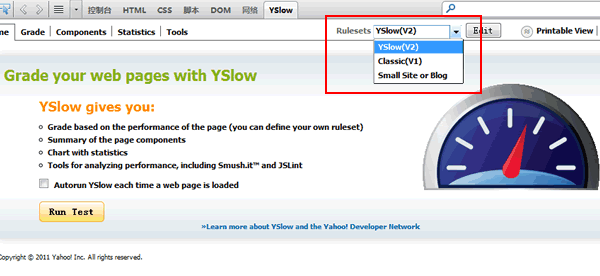 控制台 HTML CSS 脚本 DOM 网络 YSlow
Grade Components Statistics Tools Rulesets YSlow(V2) Edit Printable View
YSlow(V2)
Classic(V1)
Small Site or Blog
Grade your web pages with YSlow
YSlow gives you:
Grade based on the performance of the page (you can define your own ruleset)
Summary of the page components
Chart with statistics
Tools for analyzing performance, including Smush.it™ and JSLint
Autorun YSlow each time a web page is loaded
Run Test
»Learn more about YSlow and the Yahoo! Developer Network
Copyright © 2011 Yahoo! Inc. All rights reserved.